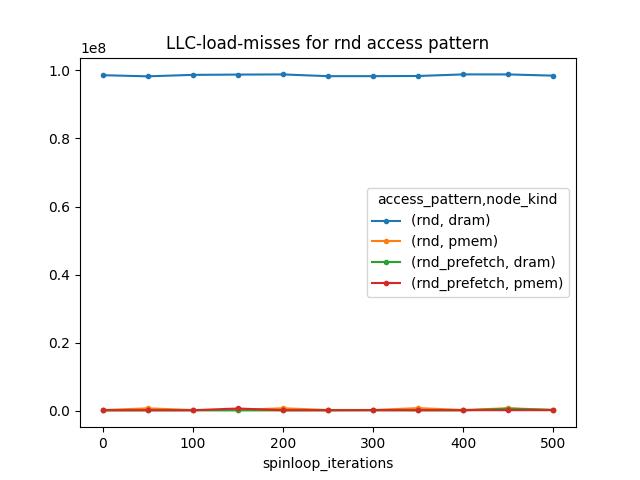 LLC-load-misses for rnd access pattern
1e8
1.0
0.8
0.6
0.4
0.2
0.0
access_pattern,node_kind
(rnd, dram)
(rnd, pmem)
(rnd_prefetch, dram)
(rnd_prefetch, pmem)
0 100 200 300 400 500
spinloop_iterations